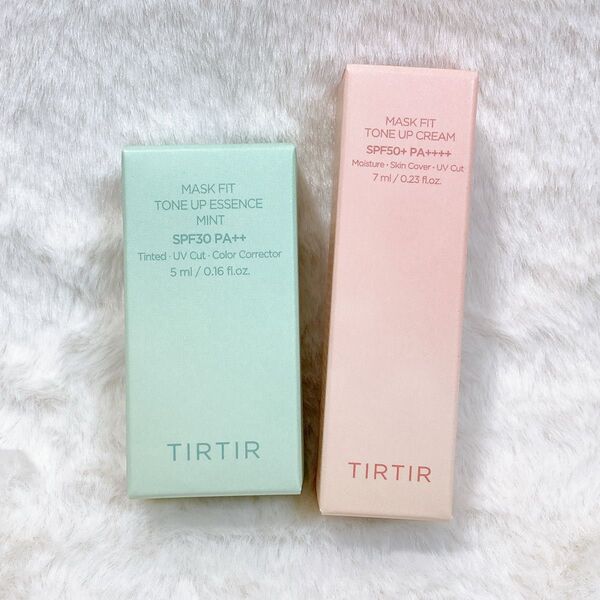 MASK FIT
TONE UP ESSENCE
MINT
SPF30 PA++
Tinted · UV Cut · Color Corrector
5 ml / 0.16 fl.oz.
TIRTIR
MASK FIT
TONE UP CREAM
SPF50+ PA++++
Moisture · Skin Cover · UV Cut
7 ml / 0.23 fl.oz.
TIRTIR